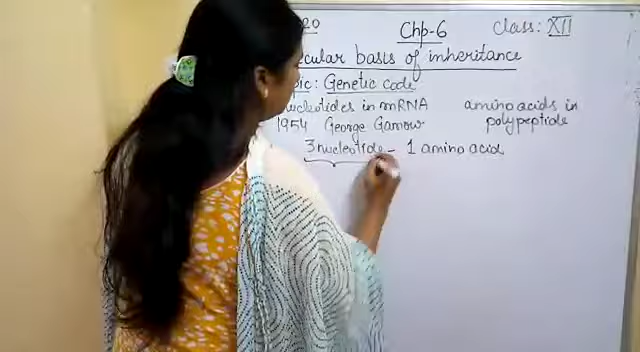 20 Chp-6 Class: XII
cular basis of inheritance
pic: Genetic code
nucleotides in mRNA amino acids in
polypeptide
1954 George Gamow
3 nucleotide - 1 amino acid